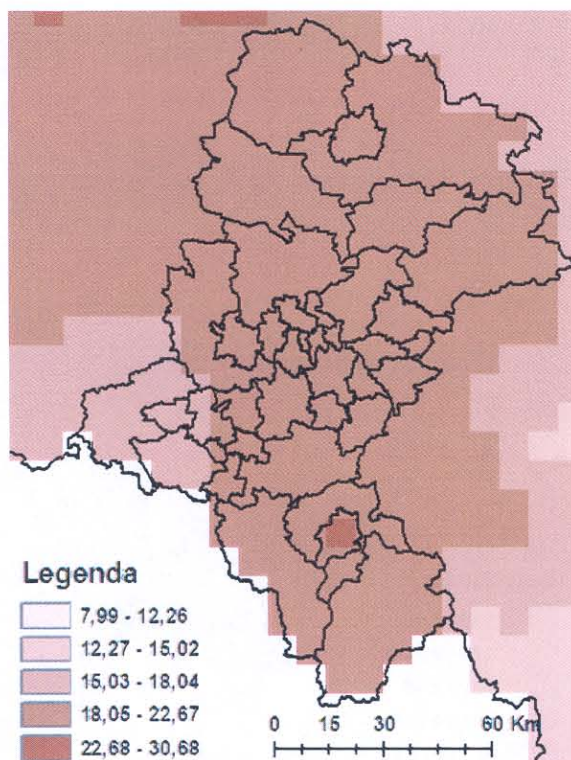 Legenda
7,99 - 12,26
12,27 - 15,02
15,03 - 18,04
18,05 - 22,67
22,68 - 30,68
0 15 30 60 Km